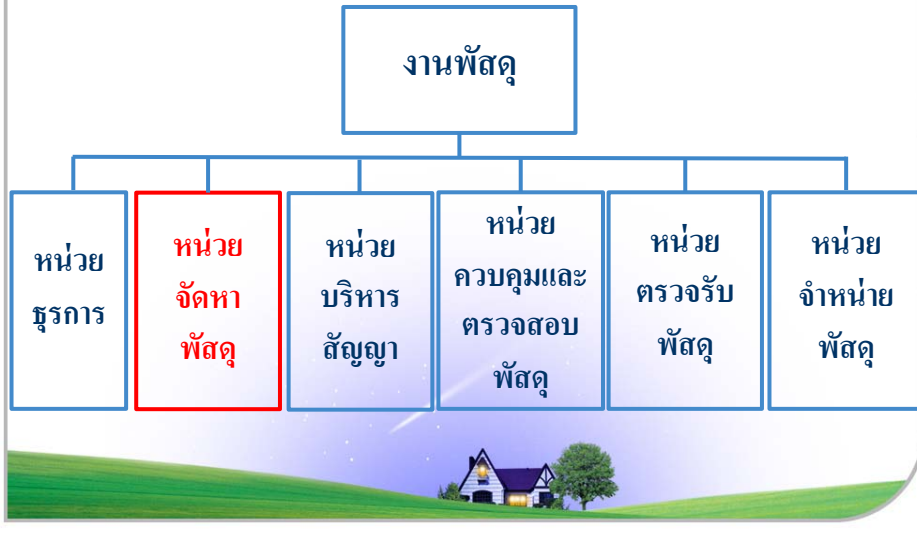 งานพัสดุ
หน่วย
ธุรการ
หน่วย
จัดหา
พัสดุ
หน่วย
บริหาร
สัญญา
หน่วย
ควบคุมและ
ตรวจสอบ
พัสดุ
หน่วย
ตรวจรับ
พัสดุ
หน่วย
จำหน่าย
พัสดุ